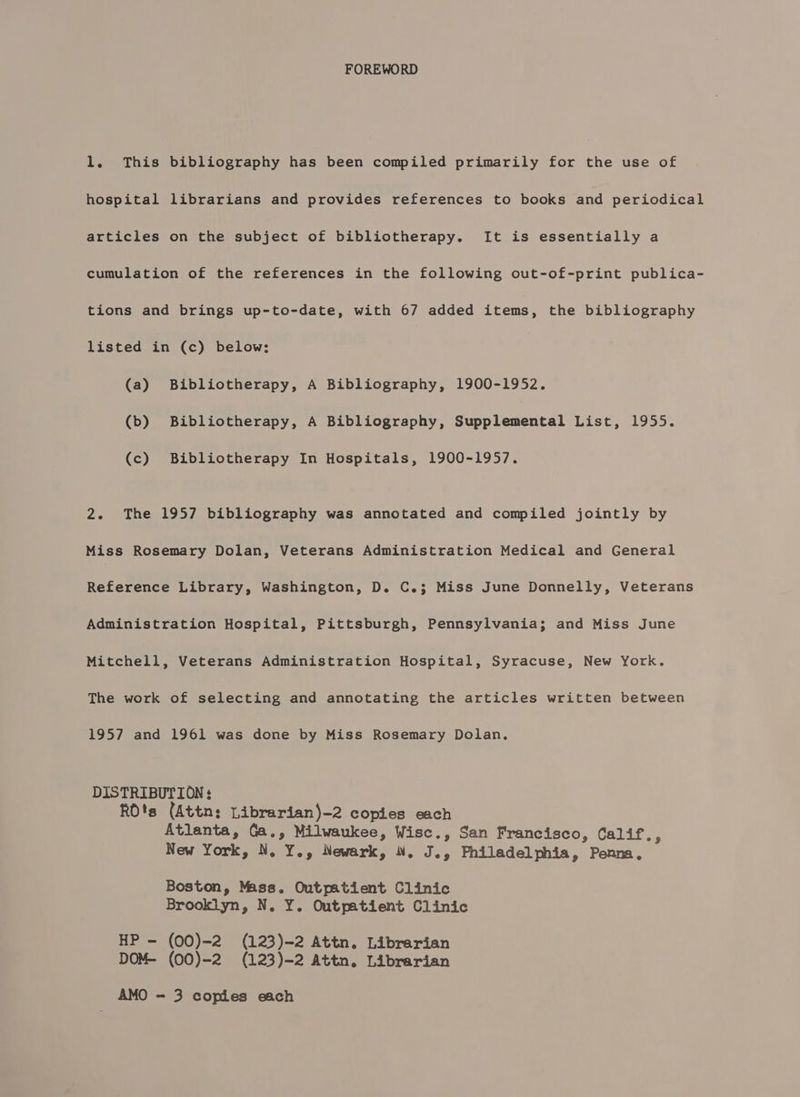 FOREWORD
1. This bibliography has been compiled primarily for the use of
hospital librarians and provides references to books and periodical
articles on the subject of bibliotherapy. It is essentially a
cumulation of the references in the following out-of-print publica-
tions and brings up-to-date, with 67 added items, the bibliography
listed in (c) below:
(a) Bibliotherapy, A Bibliography, 1900-1952.
(b) Bibliotherapy, A Bibliography, Supplemental List, 1955.
(c) Bibliotherapy In Hospitals, 1900-1957.
2. The 1957 bibliography was annotated and compiled jointly by
Miss Rosemary Dolan, Veterans Administration Medical and General
Reference Library, Washington, D. C.; Miss June Donnelly, Veterans
Administration Hospital, Pittsburgh, Pennsylvania; and Miss June
Mitchell, Veterans Administration Hospital, Syracuse, New York.
The work of selecting and annotating the articles written between
1957 and 1961 was done by Miss Rosemary Dolan.
DISTRIBUTION:
RO's (Attn: Librarian)-2 copies each
Atlanta, Ga., Milwaukee, Wisc., San Francisco, Calif.,
New York, N. Y., Newark, N. J., Philadelphia, Penna.
Boston, Mass. Outpatient Clinic
Brooklyn, N. Y. Outpatient Clinic
HP - (00)-2 (123)-2 Attn. Librarian
DOM- (00)-2 (123)-2 Attn. Librarian
AMO - 3 copies each